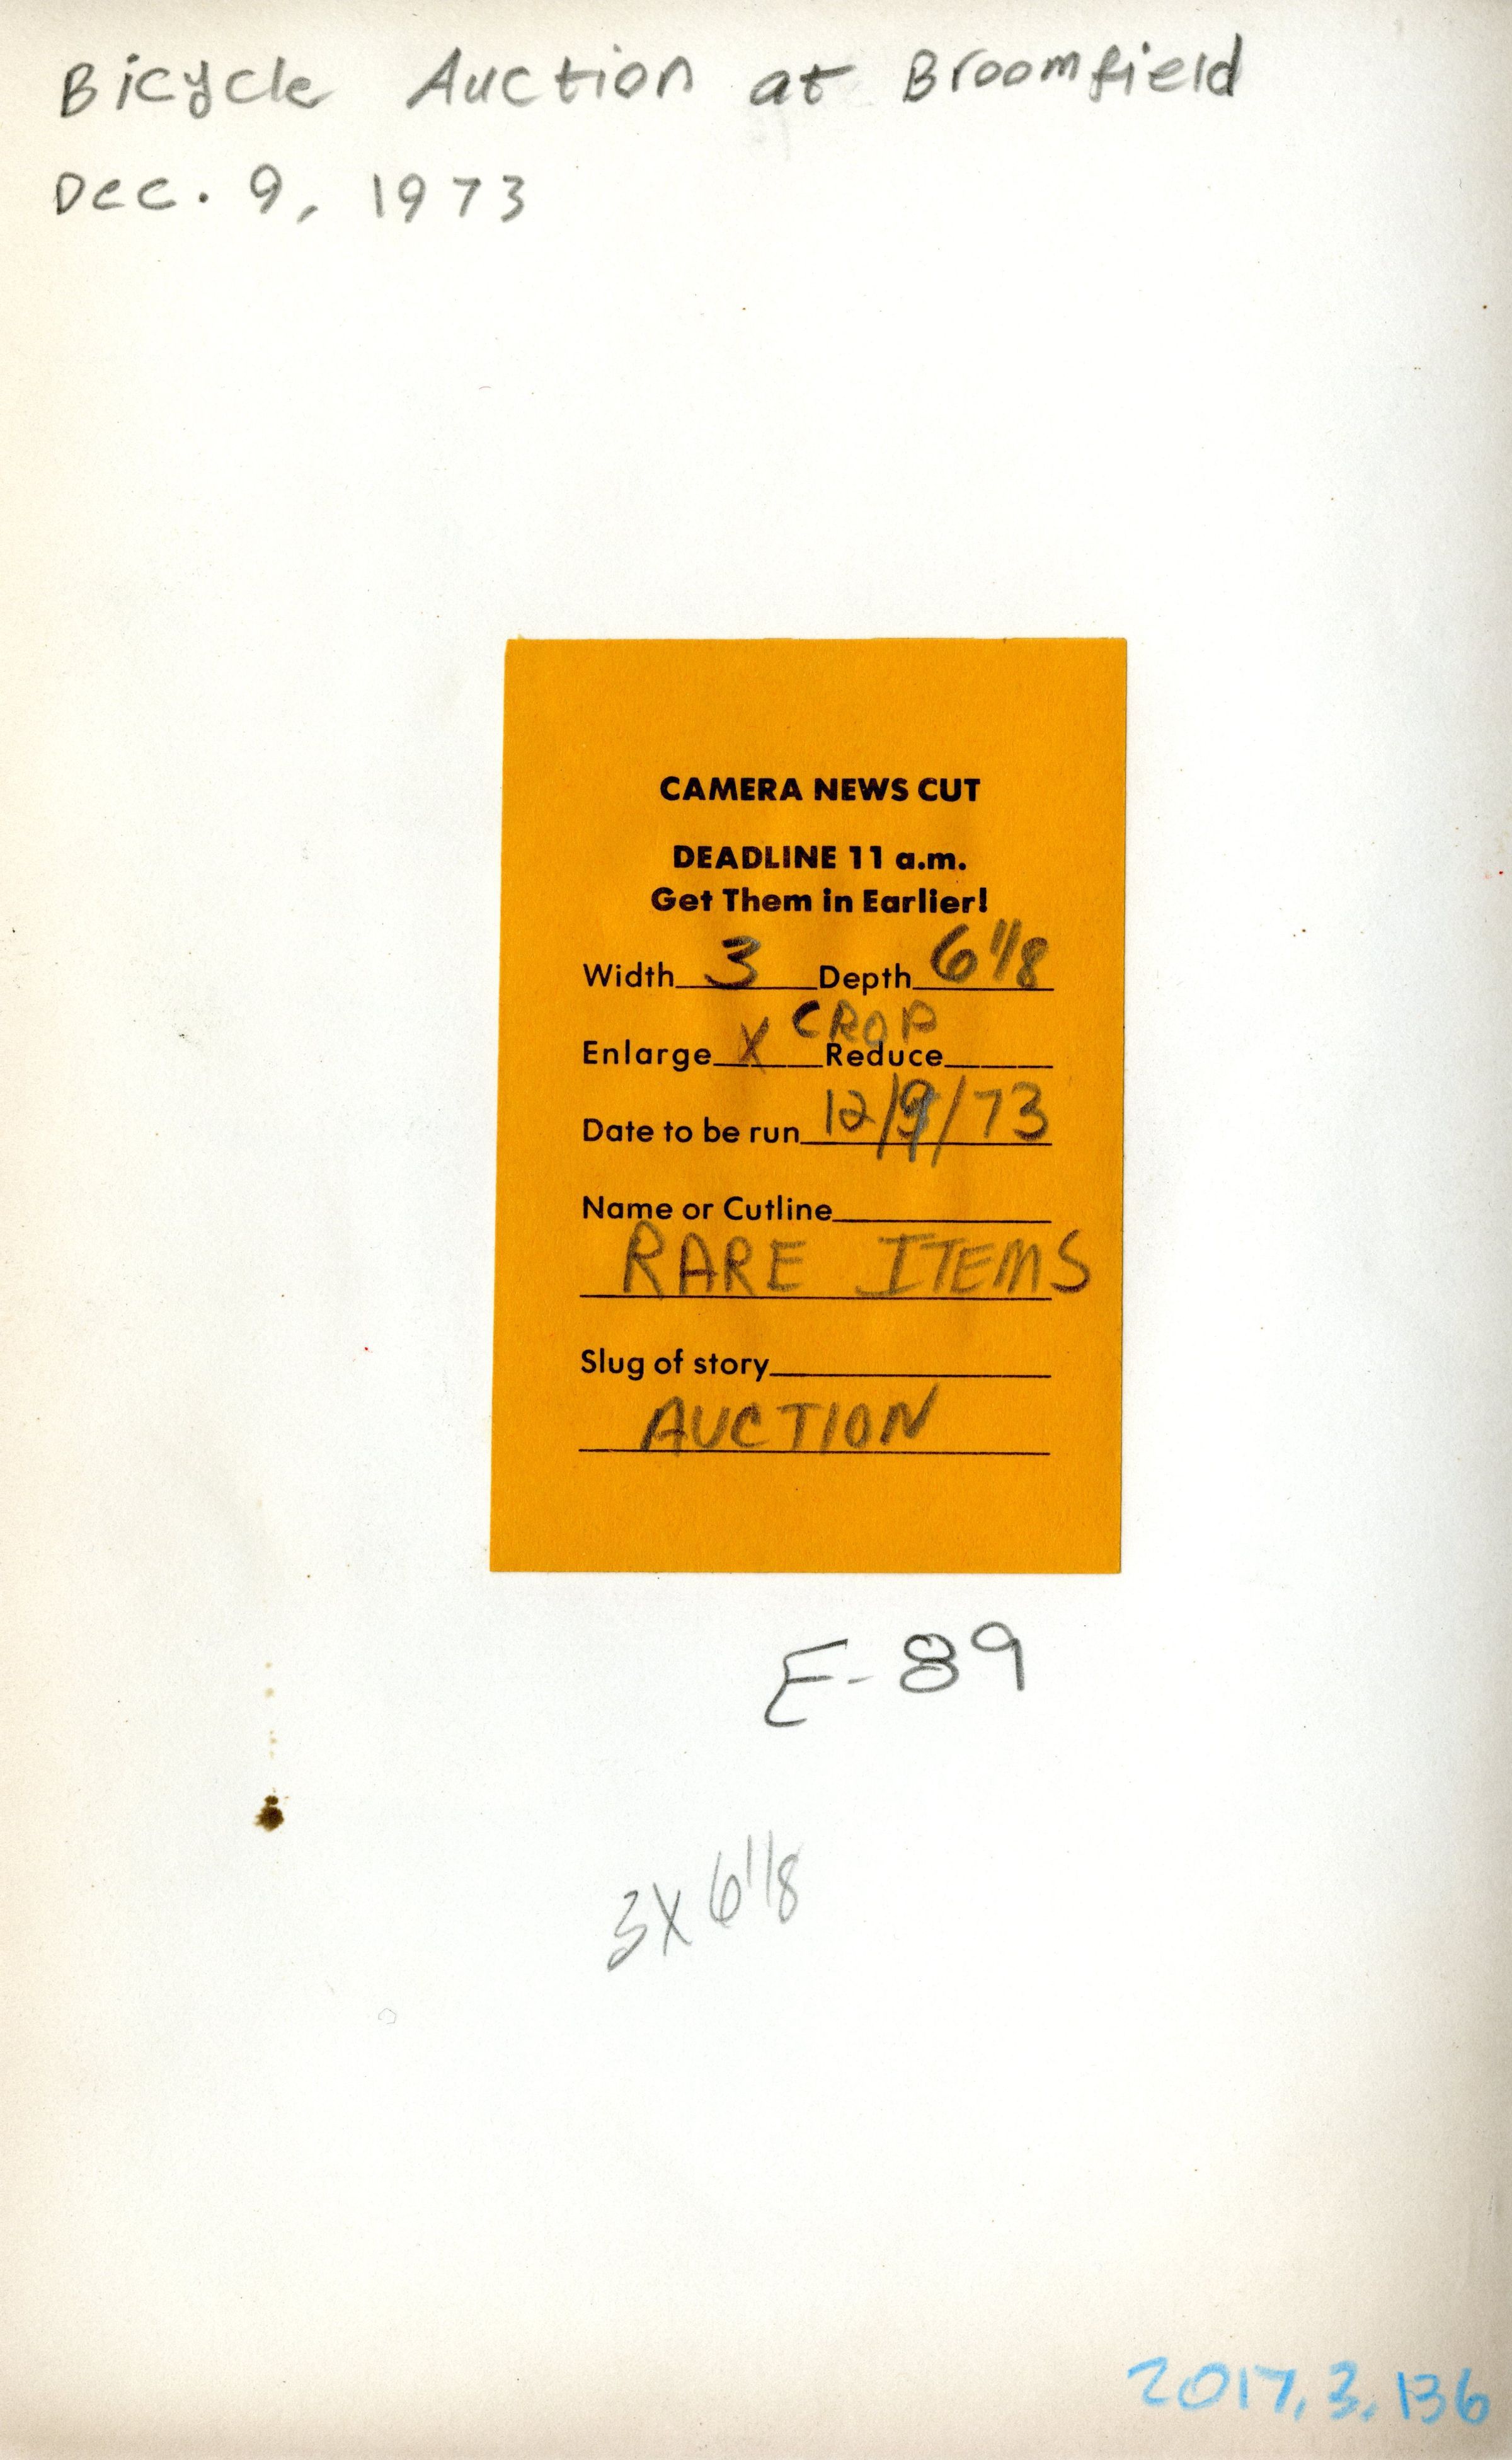 Bicycle Auction at Broomfield
Dec. 9, 1973
CAMERA NEWS CUT
DEADLINE 11 a.m.
Get Them in Earlier!
Width 3 Depth 6 1/8
CROP
Enlarge X Reduce
Date to be run 12/9/73
Name or Cutline
RARE ITEMS
Slug of story
AUCTION
E-89
3X 6 1/8
2017.3.136